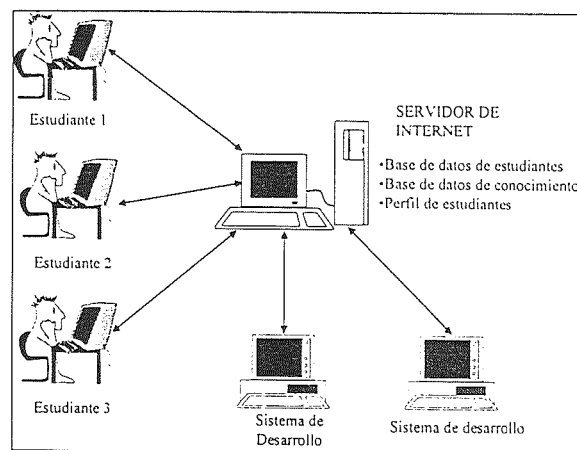 Estudiante 1
SERVIDOR DE
INTERNET
•Base de datos de estudiantes
•Base de datos de conocimiento
•Perfil de estudiantes
Estudiante 2
Estudiante 3
Sistema de
Desarrollo
Sistema de desarrollo